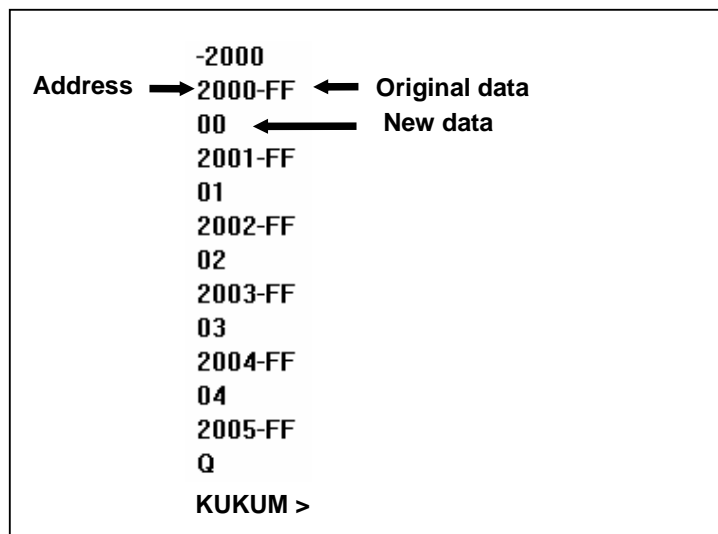 -2000
Address 2000-FF Original data
00 New data
2001-FF
01
2002-FF
02
2003-FF
03
2004-FF
04
2005-FF
Q
KUKUM >